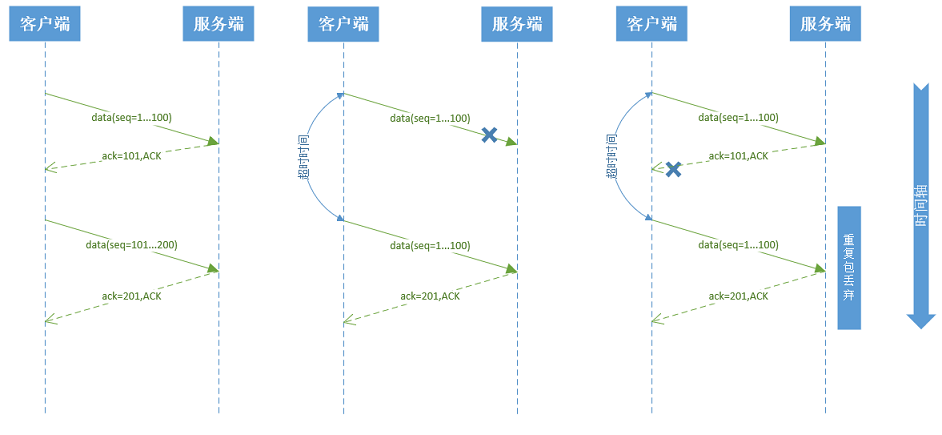 客户端
服务端
data(seq=1...100)
ack=101,ACK
data(seq=101...200)
ack=201,ACK
客户端
服务端
超时时间
data(seq=1...100)
data(seq=1...100)
ack=201,ACK
客户端
服务端
超时时间
data(seq=1...100)
ack=101,ACK
data(seq=1...100)
ack=201,ACK
重复包丢弃
时间轴